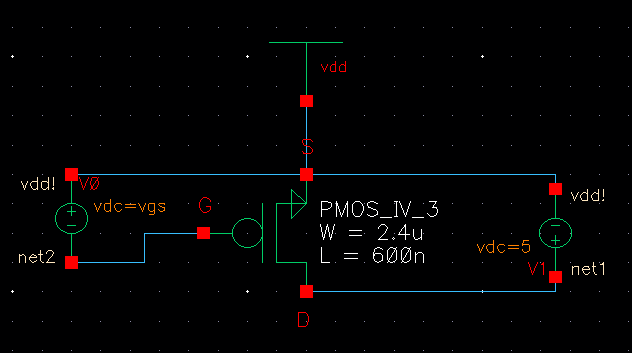 vdd
S
vdd!
V0
vdc=vgs
G
net2
PMOS_IV_3
W = 2.4u
L = 600n
vdd!
vdc=5
V1
net1
D